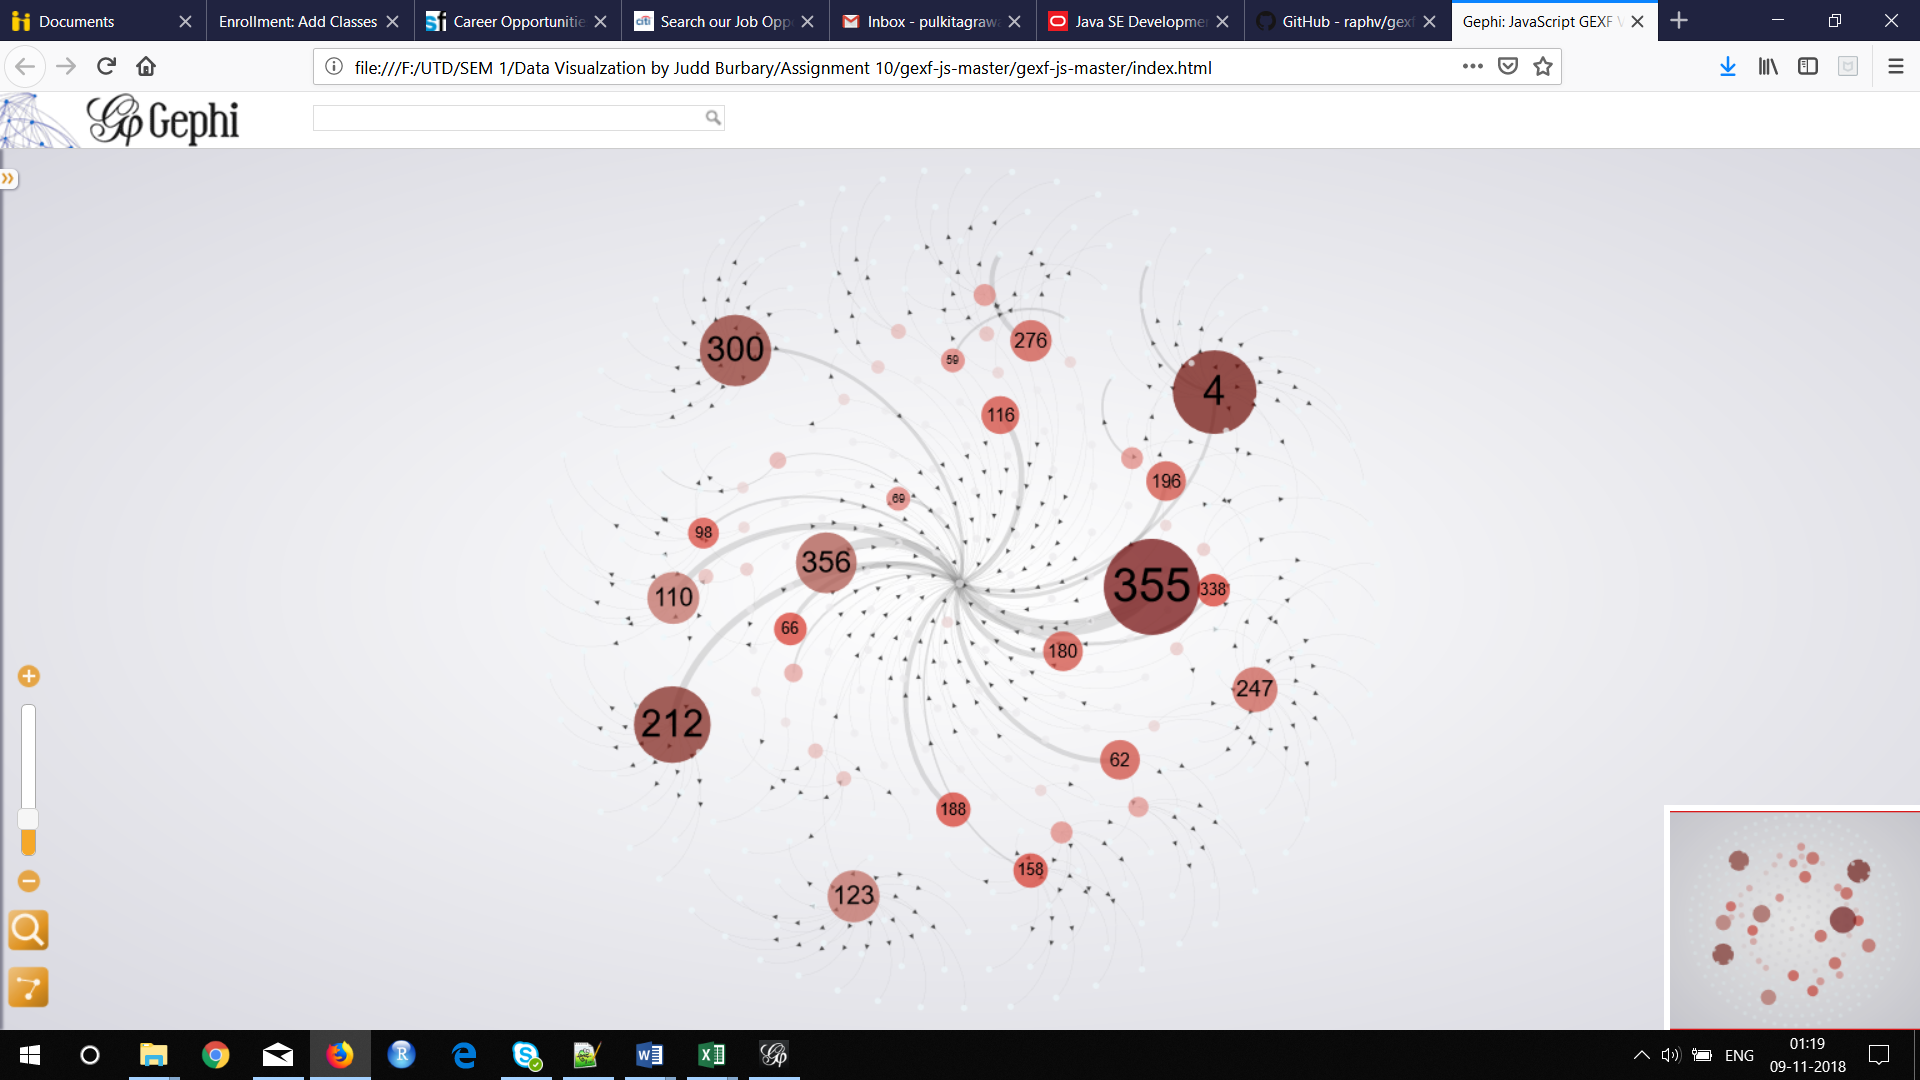 Documents
Enrollment: Add Classes
Career Opportunitie
Search our Job Opp
Inbox - pulkitagrawa
Java SE Developme
GitHub - raphv/gexf
Gephi: JavaScript GEXF V
file:///F:/UTD/SEM 1/Data Visualzation by Judd Burbary/Assignment 10/gexf-js-master/gexf-js-master/index.html
Gephi
300
276
59
4
116
196
69
98
356
355
338
110
66
180
247
212
62
188
158
123
ENG
01:19
09-11-2018